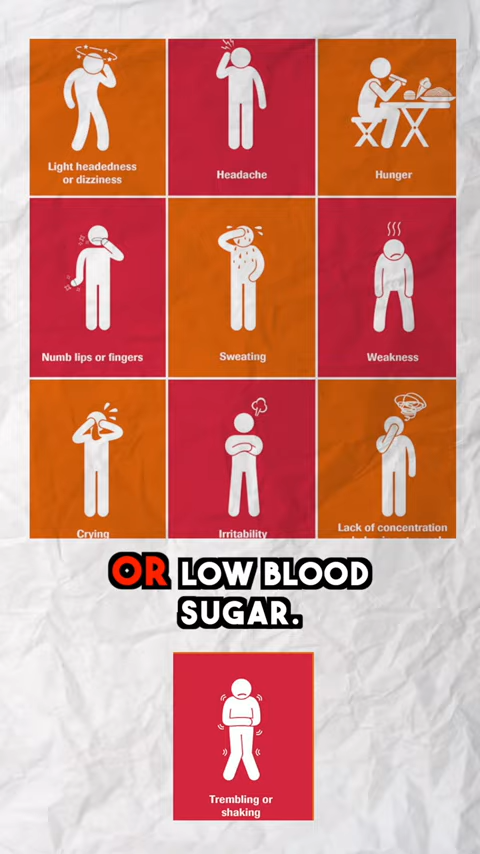 Light headedness
or dizziness
Headache
Hunger
Numb lips or fingers
Sweating
Weakness
Crying
Irritability
Lack of concentration
OR LOW BLOOD
SUGAR.
Trembling or
shaking